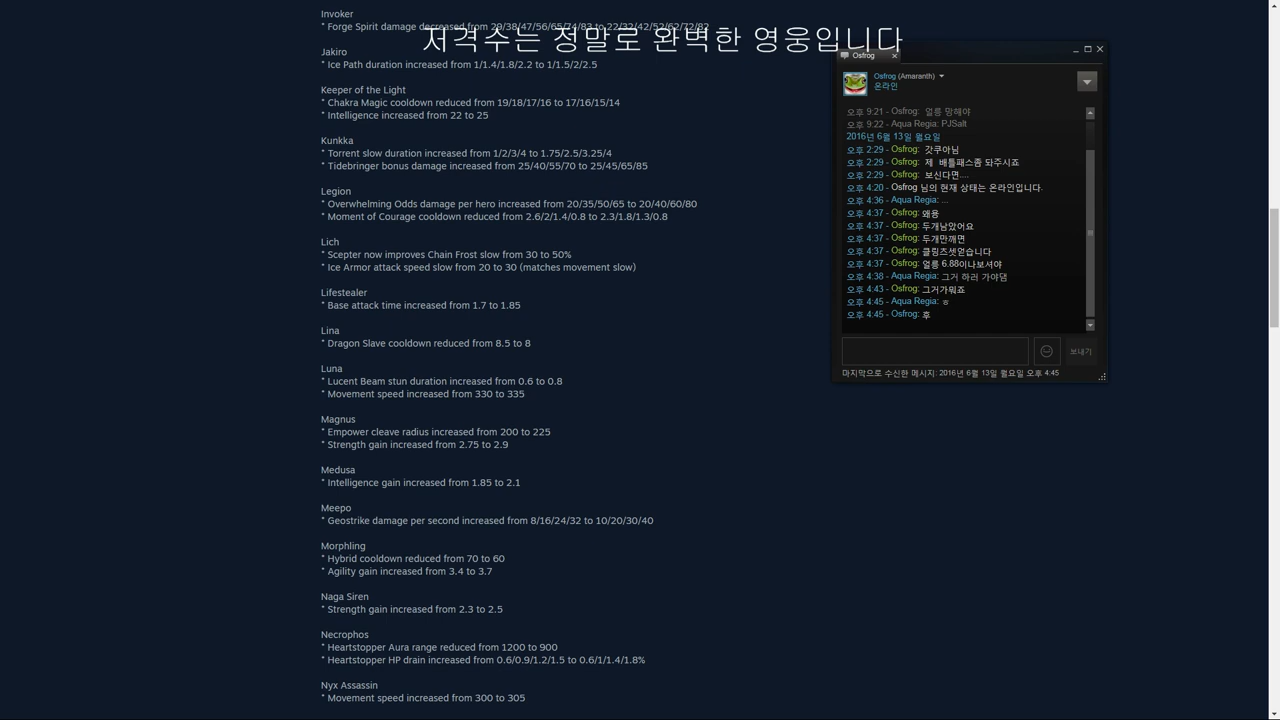 Invoker
* Forge Spirit damage decreased from 29/38/47/56/65/74/83 to 22/32/42/52/62/72/82
저격수는 정말로 완벽한 영웅입니다
Jakiro
* Ice Path duration increased from 1/1.4/1.8/2.2 to 1/1.5/2/2.5
Keeper of the Light
* Chakra Magic cooldown reduced from 19/18/17/16 to 17/16/15/14
* Intelligence increased from 22 to 25
Kunkka
* Torrent slow duration increased from 1/2/3/4 to 1.75/2.5/3.25/4
* Tidebringer bonus damage increased from 25/40/55/70 to 25/45/65/85
Legion
* Overwhelming Odds damage per hero increased from 20/35/50/65 to 20/40/60/80
* Moment of Courage cooldown reduced from 2.6/2/1.4/0.8 to 2.3/1.8/1.3/0.8
Lich
* Scepter now improves Chain Frost slow from 30 to 50%
* Ice Armor attack speed slow from 20 to 30 (matches movement slow)
Lifestealer
* Base attack time increased from 1.7 to 1.85
Lina
* Dragon Slave cooldown reduced from 8.5 to 8
Luna
* Lucent Beam stun duration increased from 0.6 to 0.8
* Movement speed increased from 330 to 335
Magnus
* Empower cleave radius increased from 200 to 225
* Strength gain increased from 2.75 to 2.9
Medusa
* Intelligence gain increased from 1.85 to 2.1
Meepo
* Geostrike damage per second increased from 8/16/24/32 to 10/20/30/40
Morphling
* Hybrid cooldown reduced from 70 to 60
* Agility gain increased from 3.4 to 3.7
Naga Siren
* Strength gain increased from 2.3 to 2.5
Necrophos
* Heartstopper Aura range reduced from 1200 to 900
* Heartstopper HP drain increased from 0.6/0.9/1.2/1.5 to 0.6/1/1.4/1.8%
Nyx Assassin
* Movement speed increased from 300 to 305
Osfrog
Osfrog (Amaranth)
온라인
오후 9:21 - Osfrog: 얼릉 망해야
오후 9:22 - Aqua Regia: PJSalt
2016년 6월 13일 월요일
오후 2:29 - Osfrog: 갓쿠아님
오후 2:29 - Osfrog: 제 배틀패스좀 돠주시죠
오후 2:29 - Osfrog: 보신다면....
오후 4:20 - Osfrog 님의 현재 상태는 온라인입니다.
오후 4:36 - Aqua Regia: ...
오후 4:37 - Osfrog: 왜용
오후 4:37 - Osfrog: 두개남았어요
오후 4:37 - Osfrog: 두개만깨면
오후 4:37 - Osfrog: 클링즈셋얻습니다
오후 4:37 - Osfrog: 얼릉 6.88이나보셔야
오후 4:38 - Aqua Regia: 그거 하러 가야댐
오후 4:43 - Osfrog: 그거가뭐죠
오후 4:45 - Aqua Regia: ㅎ
오후 4:45 - Osfrog: 후
보내기
마지막으로 수신한 메시지: 2016년 6월 13일 월요일 오후 4:45